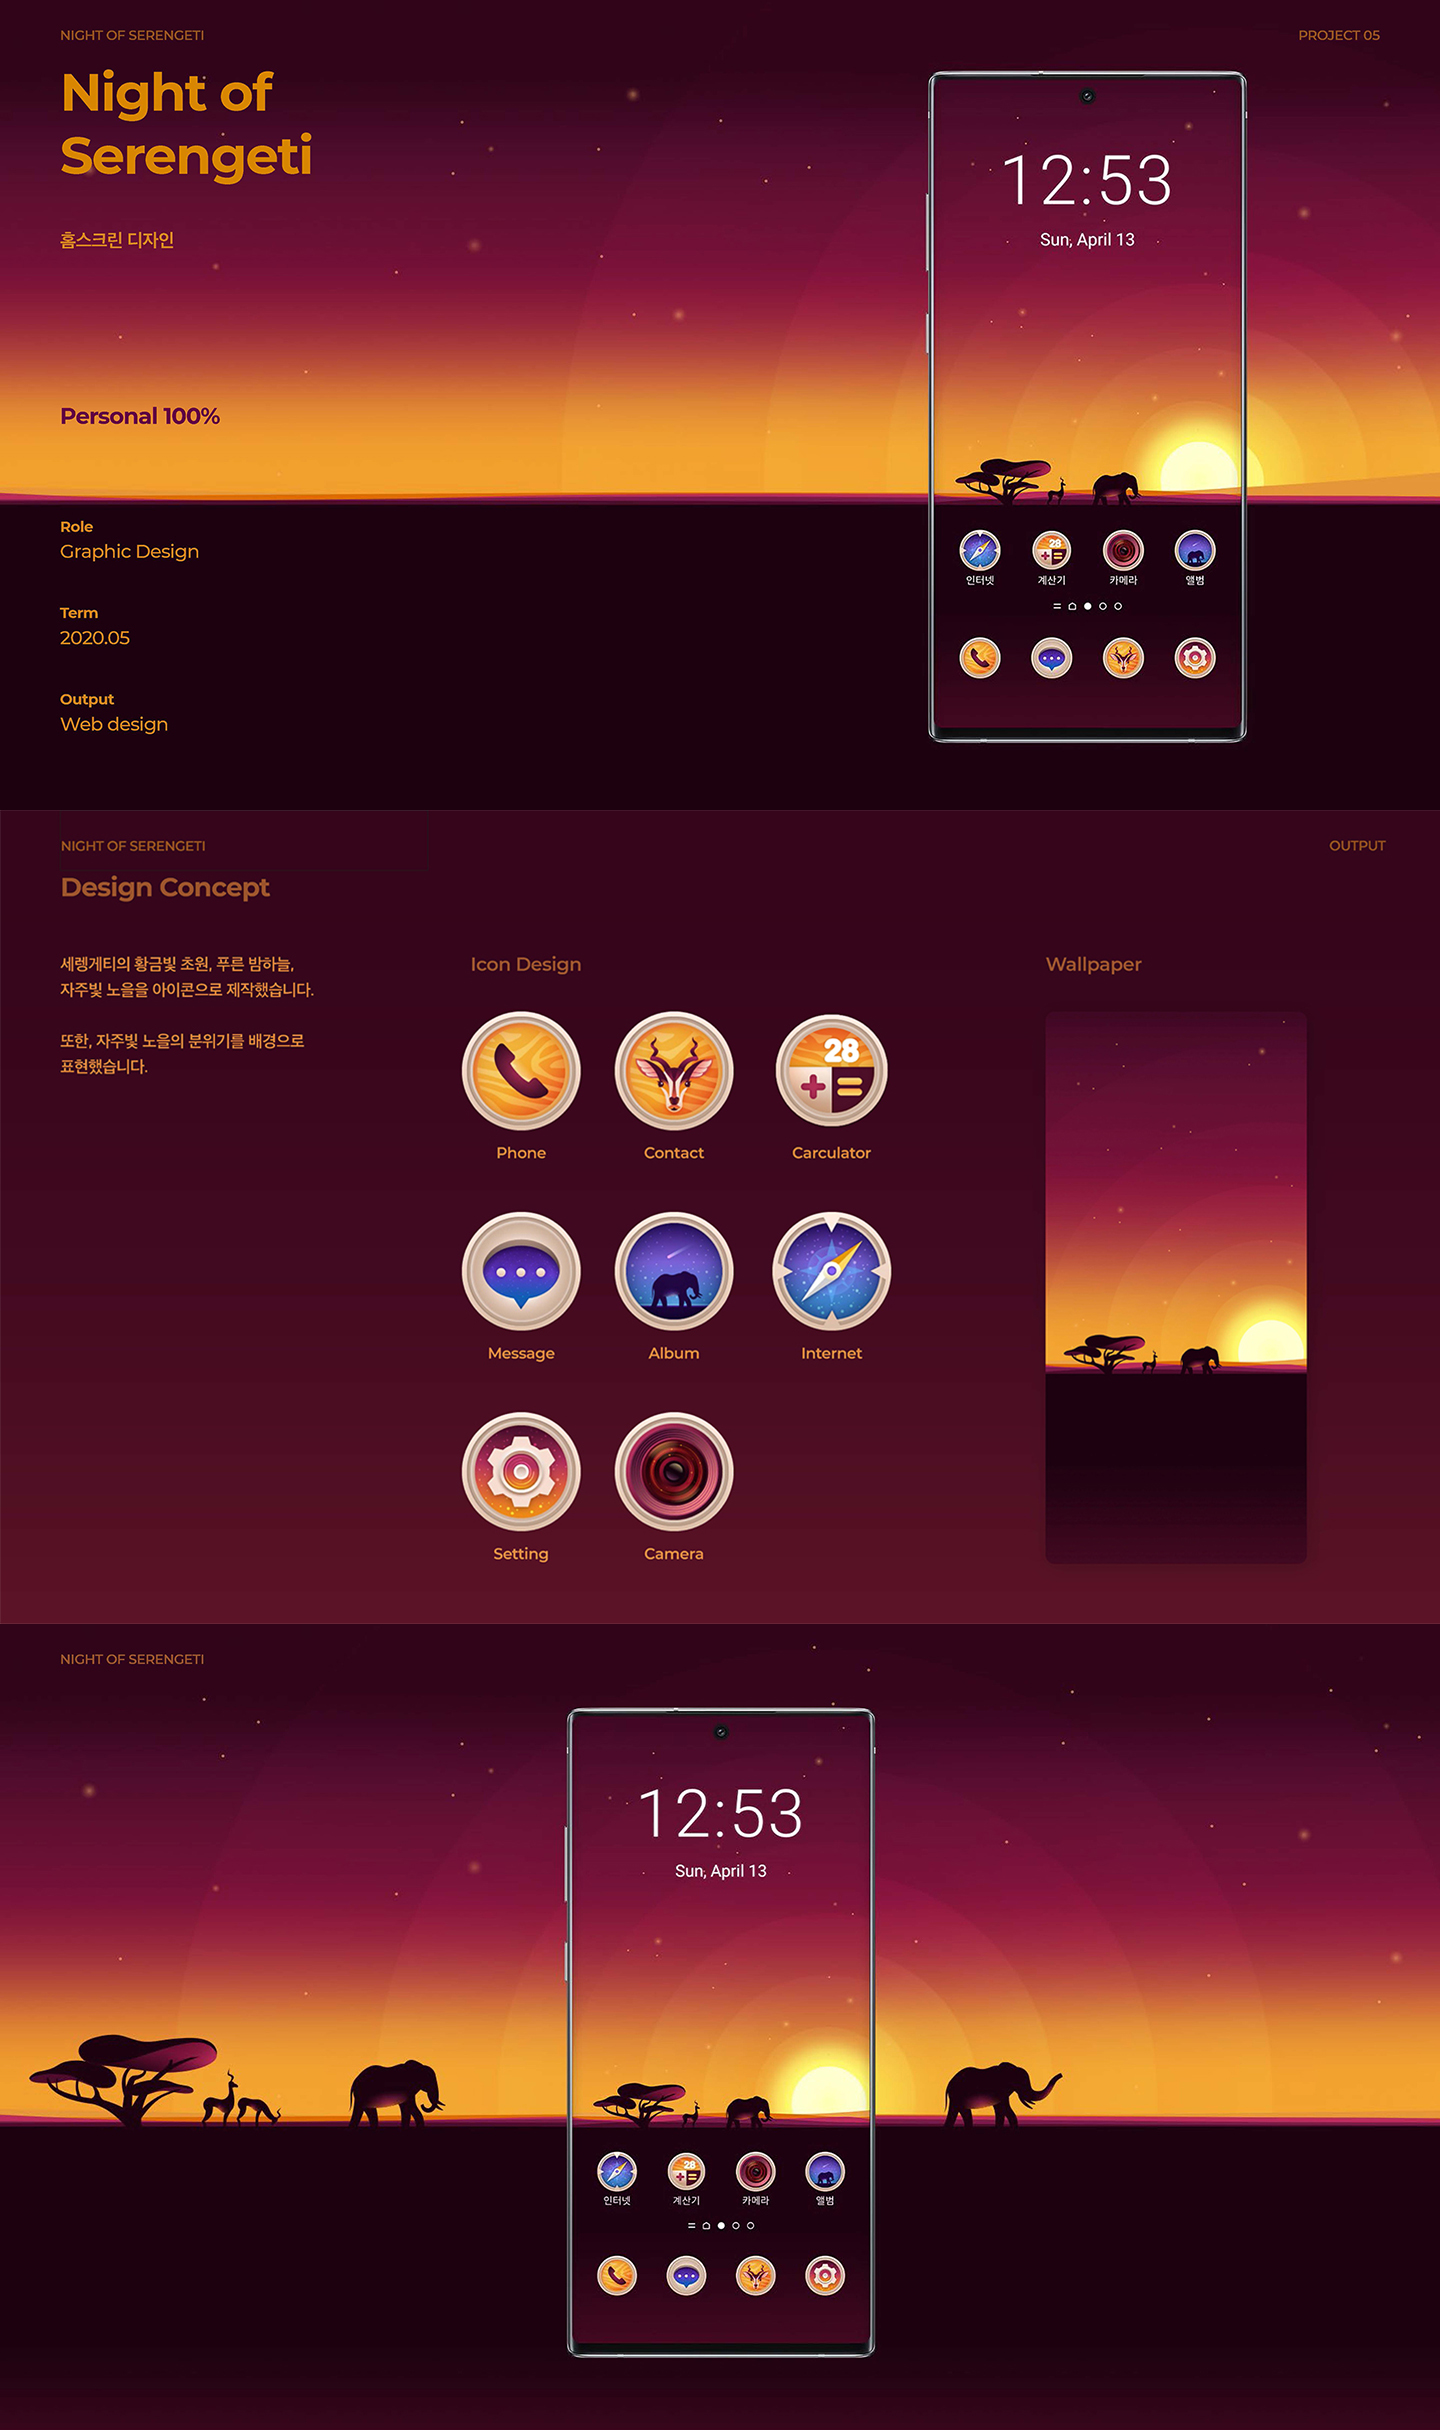 NIGHT OF SERENGETI
PROJECT 05
Night of
Serengeti
홈스크린 디자인
Personal 100%
Role
Graphic Design
Term
2020.05
Output
Web design
12:53
Sun, April 13
28
인터넷 계산기 카메라 앨범
NIGHT OF SERENGETI
OUTPUT
Design Concept
세렝게티의 황금빛 초원, 푸른 밤하늘,
자주빛 노을을 아이콘으로 제작했습니다.
또한, 자주빛 노을의 분위기를 배경으로
표현했습니다.
Icon Design
28
Phone Contact Carculator
Message Album Internet
Setting Camera
Wallpaper
NIGHT OF SERENGETI
12:53
Sun, April 13
28
인터넷 계산기 카메라 앨범